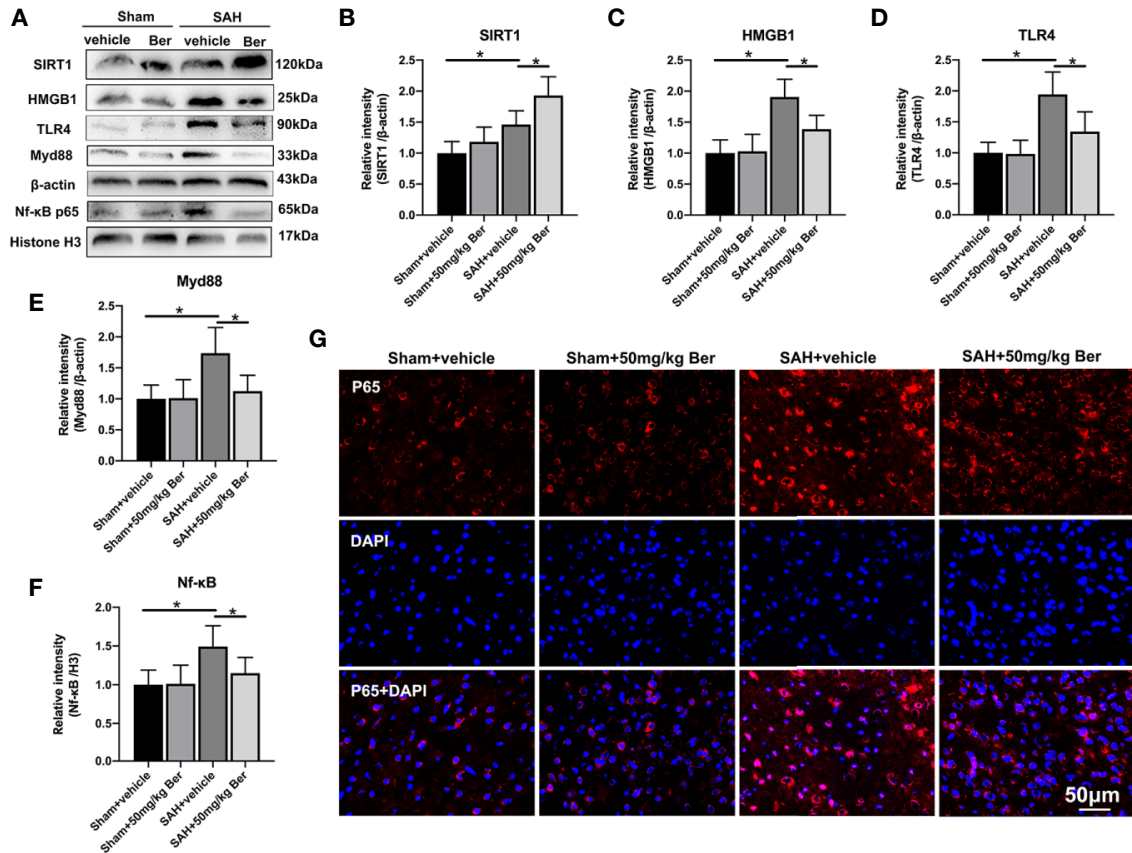 A
Sham SAH
vehicle Ber vehicle Ber
SIRT1 120kDa
HMGB1 25kDa
TLR4 90kDa
Myd88 33kDa
β-actin 43kDa
Nf-κB p65 65kDa
Histone H3 17kDa
B
SIRT1
Relative intensity
(SIRT1 /β-actin)
2.5
2.0
1.5
1.0
0.5
0.0
* *
Sham+vehicle
Sham+50mg/kg Ber
SAH+vehicle
SAH+50mg/kg Ber
C
HMGB1
Relative intensity
(HMGB1 /β-actin)
2.5
2.0
1.5
1.0
0.5
0.0
* *
Sham+vehicle
Sham+50mg/kg Ber
SAH+vehicle
SAH+50mg/kg Ber
D
TLR4
Relative intensity
(TLR4 /β-actin)
2.5
2.0
1.5
1.0
0.5
0.0
* *
Sham+vehicle
Sham+50mg/kg Ber
SAH+vehicle
SAH+50mg/kg Ber
E
Myd88
Relative intensity
(Myd88 /β-actin)
2.5
2.0
1.5
1.0
0.5
0.0
* *
Sham+vehicle
Sham+50mg/kg Ber
SAH+vehicle
SAH+50mg/kg Ber
F
Nf-κB
Relative intensity
(Nf-κB /H3)
2.0
1.5
1.0
0.5
0.0
* *
Sham+vehicle
Sham+50mg/kg Ber
SAH+vehicle
SAH+50mg/kg Ber
G
Sham+vehicle Sham+50mg/kg Ber SAH+vehicle SAH+50mg/kg Ber
P65
DAPI
P65+DAPI
50μm